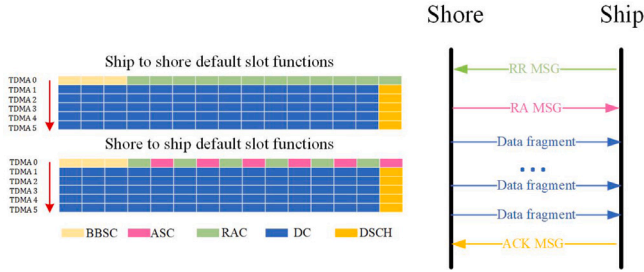 Ship to shore default slot functions
TDMA 0
TDMA 1
TDMA 2
TDMA 3
TDMA 4
TDMA 5
Shore to ship default slot functions
TDMA 0
TDMA 1
TDMA 2
TDMA 3
TDMA 4
TDMA 5
BBSC ASC RAC DC DSCH
Shore Ship
RR MSG
RA MSG
Data fragment
...
Data fragment
Data fragment
ACK MSG